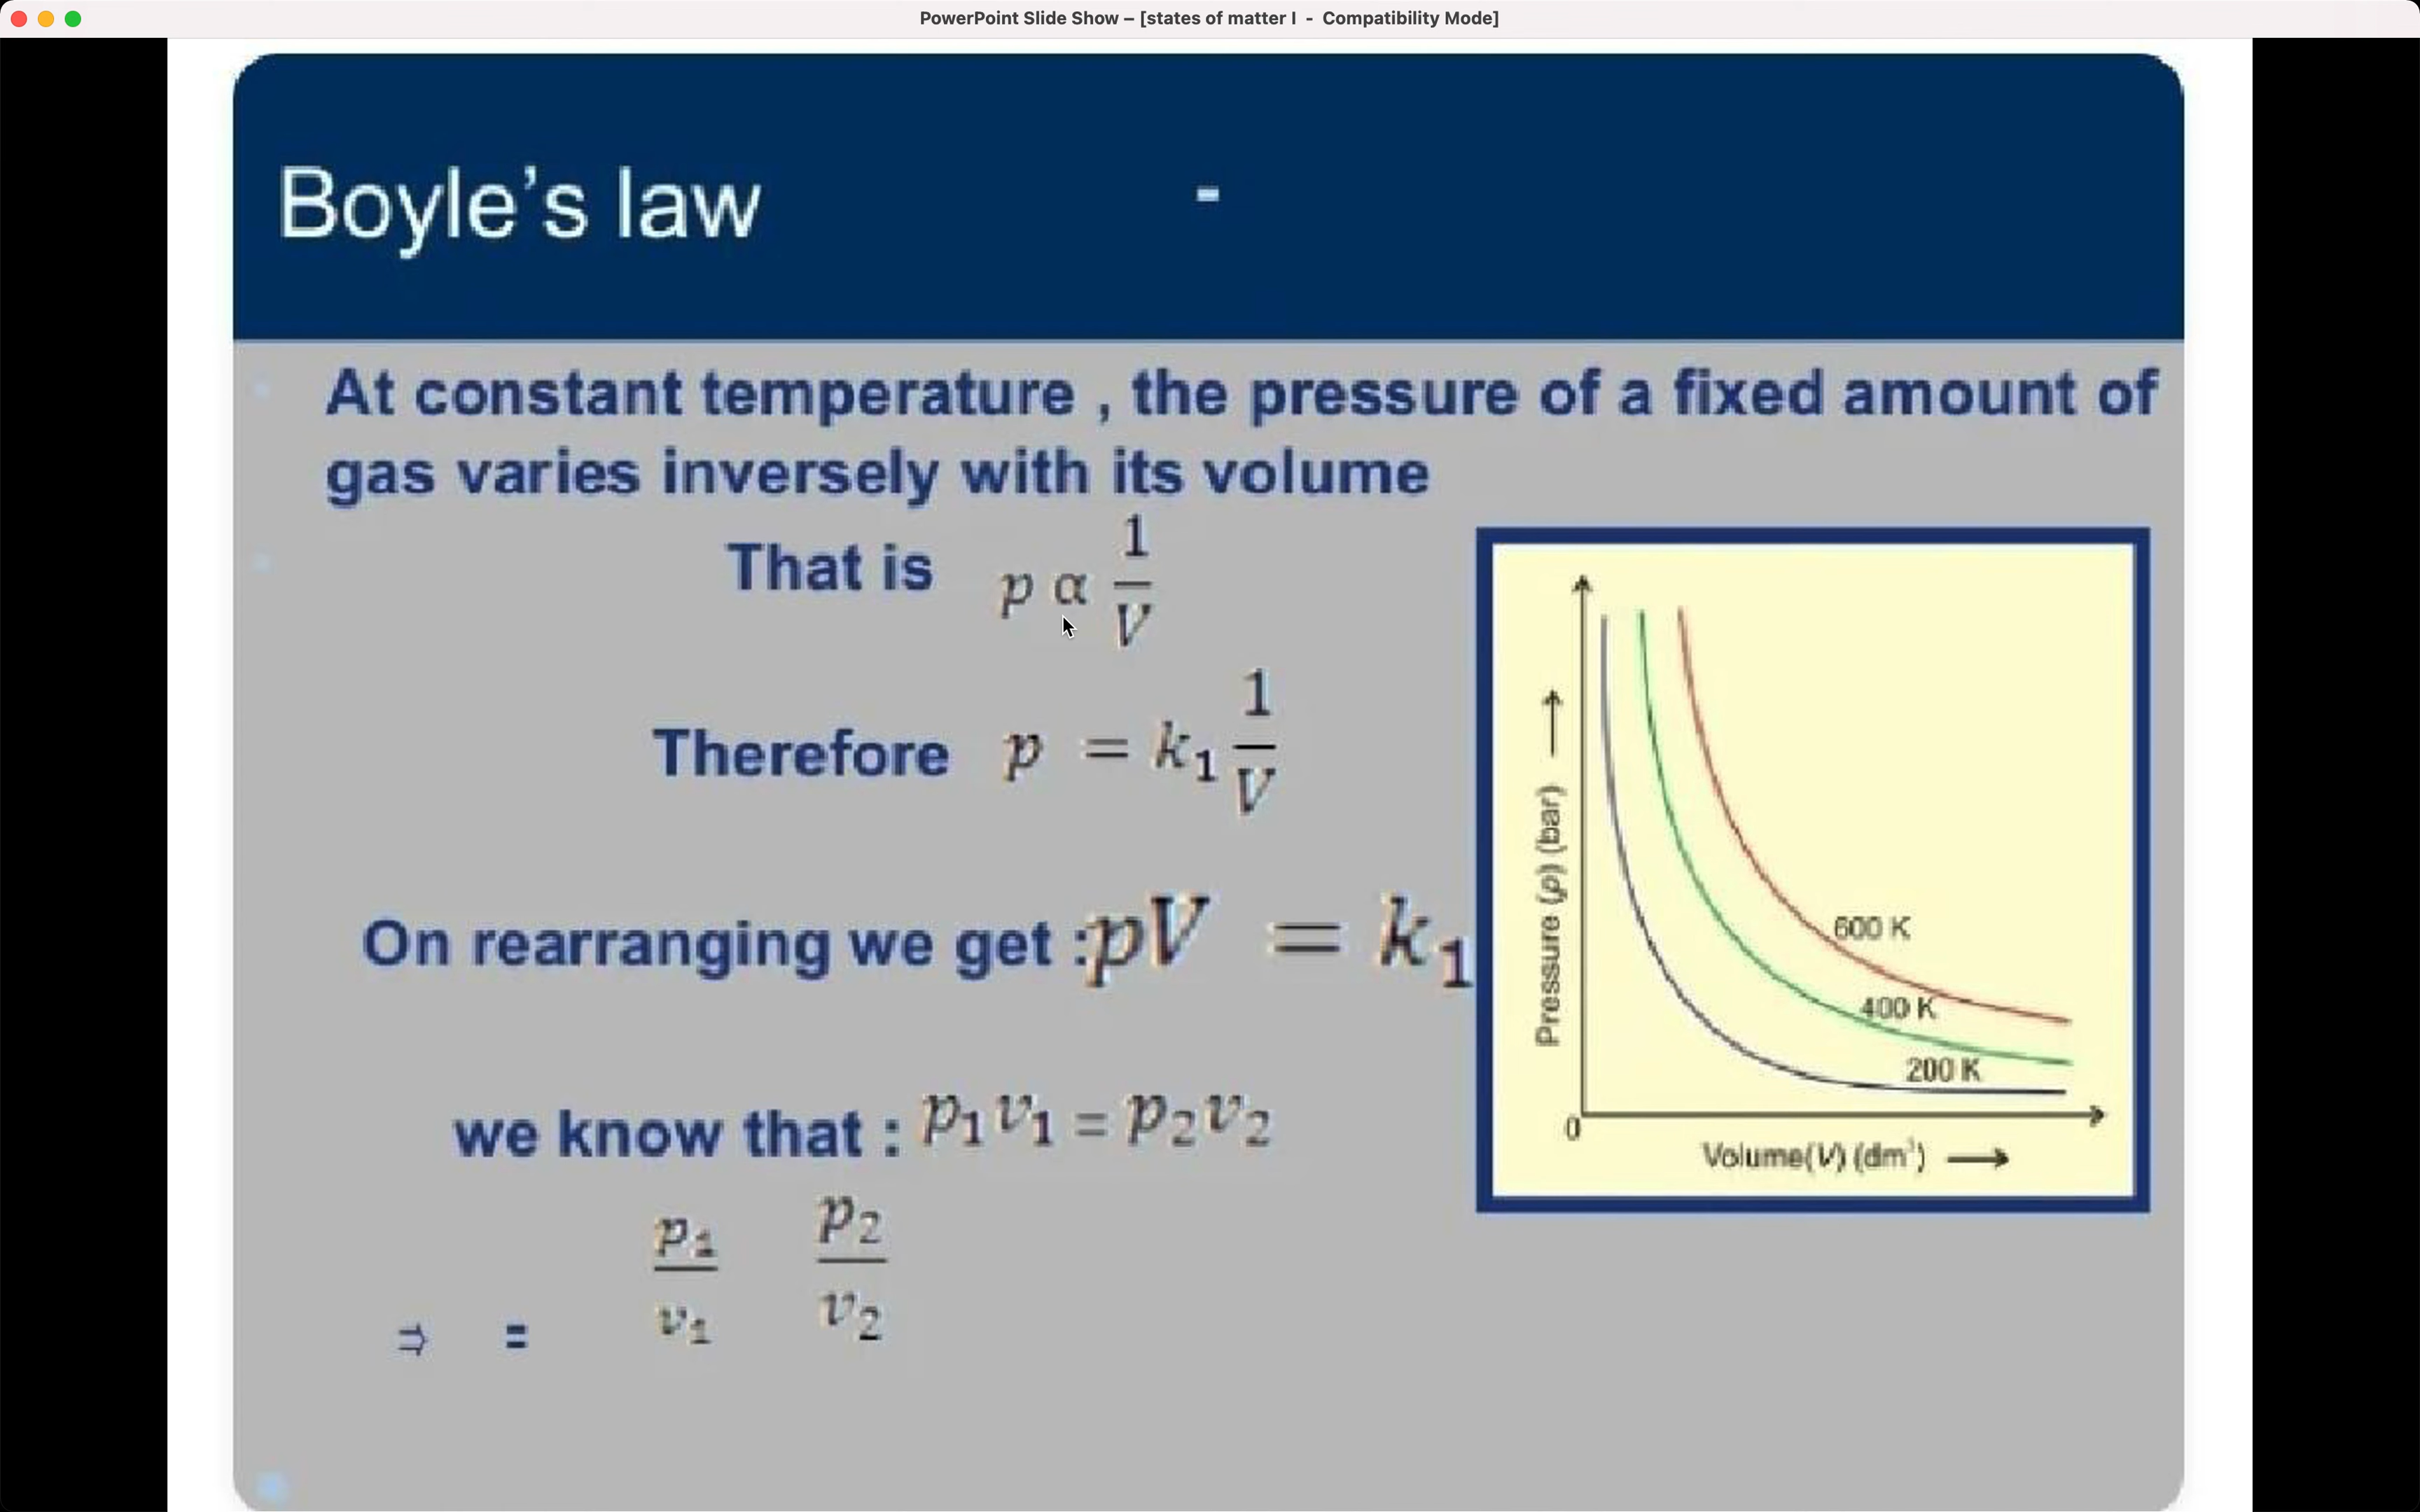 PowerPoint Slide Show – [states of matter I - Compatibility Mode]
Boyle’s law -
At constant temperature , the pressure of a fixed amount of
gas varies inversely with its volume
That is p α 1/V
Therefore p = k₁ 1/V
On rearranging we get :pV = k₁
we know that : p₁v₁ = p₂v₂
p₁/v₁ p₂/v₂
⇒ =
Pressure (p) (bar) →
600 K
400 K
200 K
0
Volume(V) (dm³) →